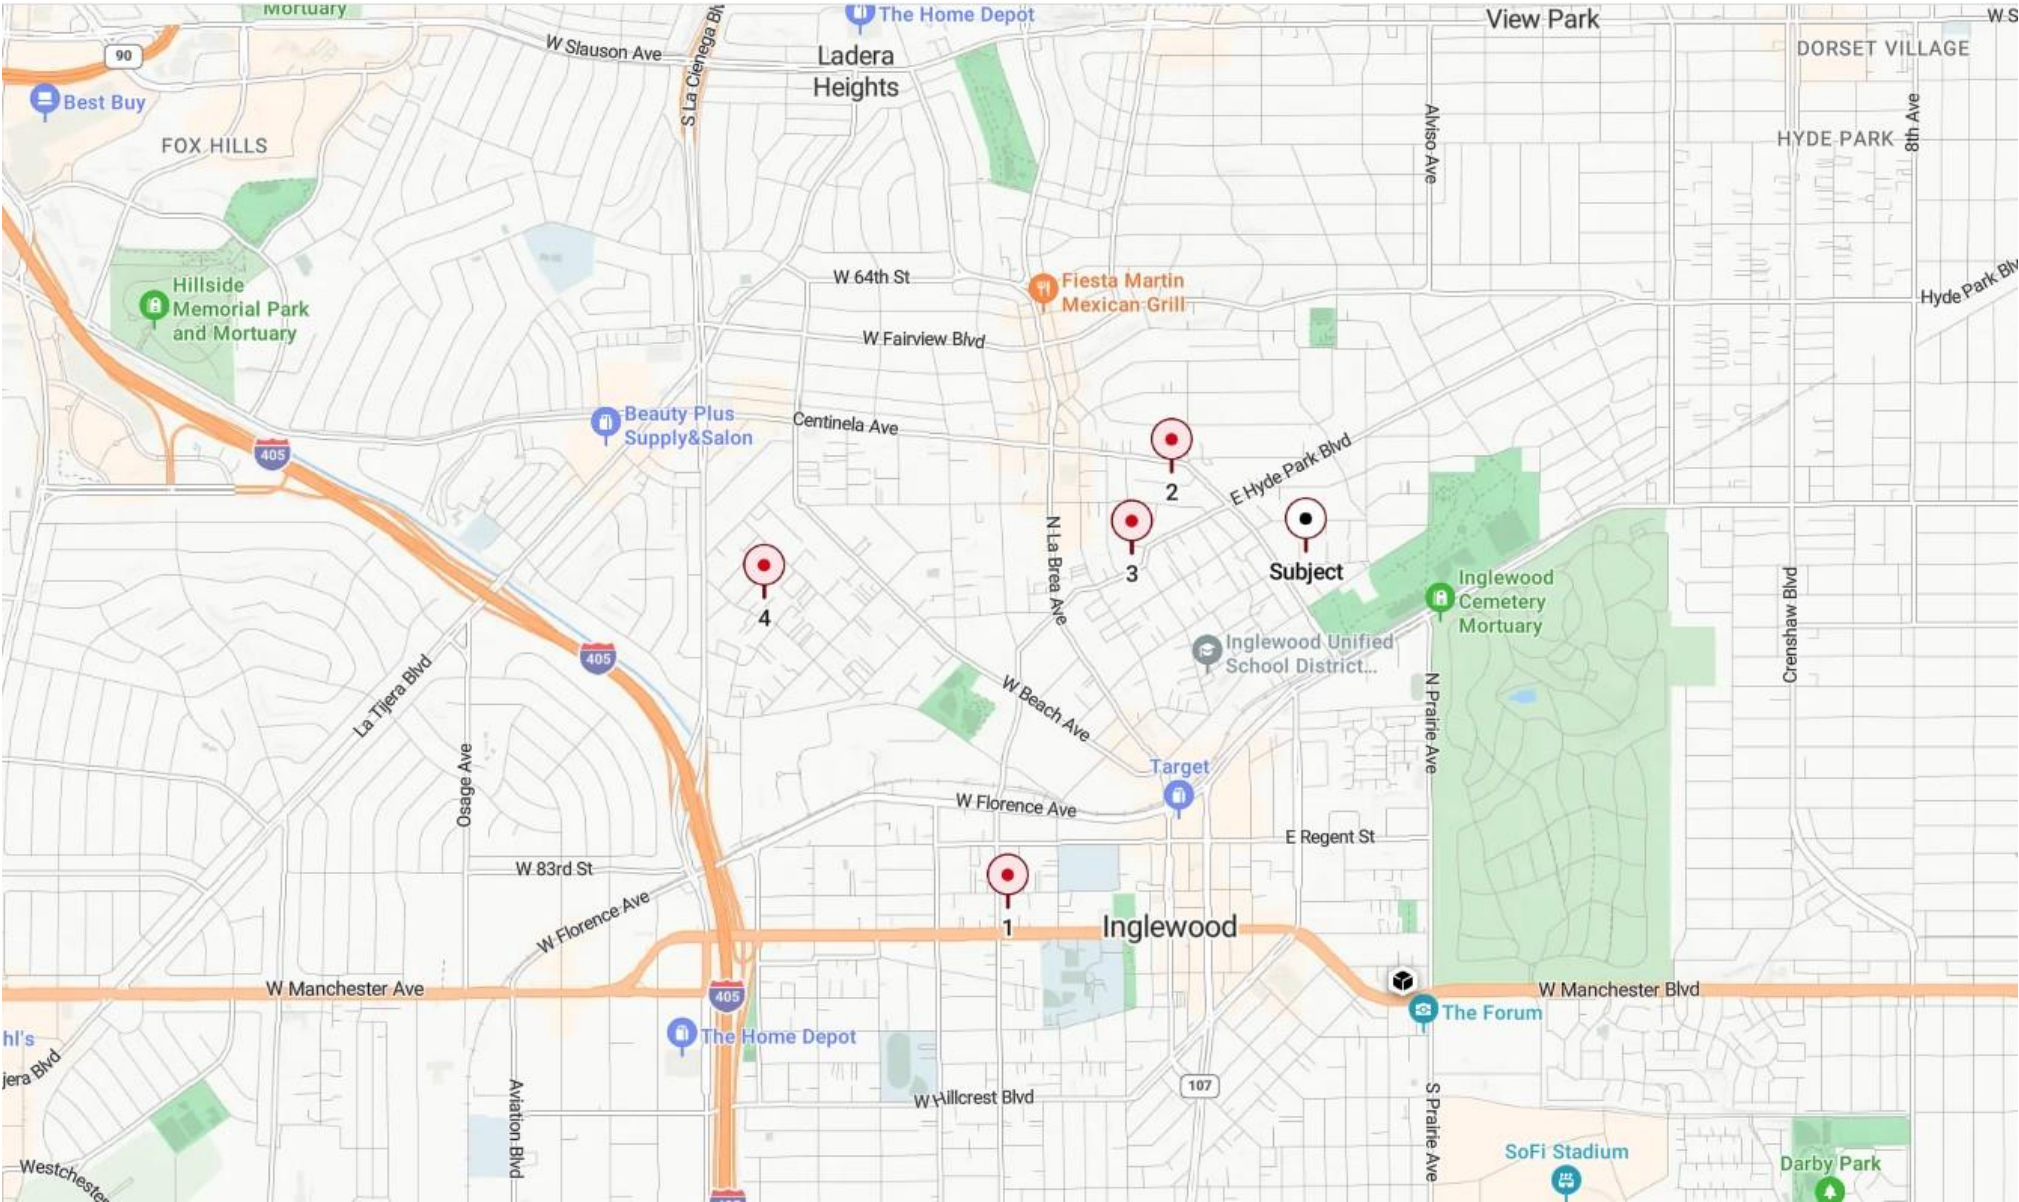 Mortuary
The Home Depot
View Park
W S
90
W Slauson Ave
S La Cienega Blv
Ladera
Heights
DORSET VILLAGE
Best Buy
FOX HILLS
Alviso Ave
HYDE PARK
8th Ave
Hillside
Memorial Park
and Mortuary
W 64th St
Fiesta Martin
Mexican Grill
Hyde Park Blv
W Fairview Blvd
Beauty Plus
Supply&Salon
Centinela Ave
405
2
E Hyde Park Blvd
3
Subject
4
N La Brea Ave
Inglewood
Cemetery
Mortuary
Crenshaw Blvd
405
Inglewood Unified
School District...
La Tijera Blvd
W Beach Ave
N Prairie Ave
Osage Ave
Target
W Florence Ave
E Regent St
W 83rd St
1
W Florence Ave
Inglewood
W Manchester Ave
405
W Manchester Blvd
The Forum
hl's
The Home Depot
jera Blvd
Aviation Blvd
107
W Hillcrest Blvd
S Prairie Ave
SoFi Stadium
Darby Park
Westchester